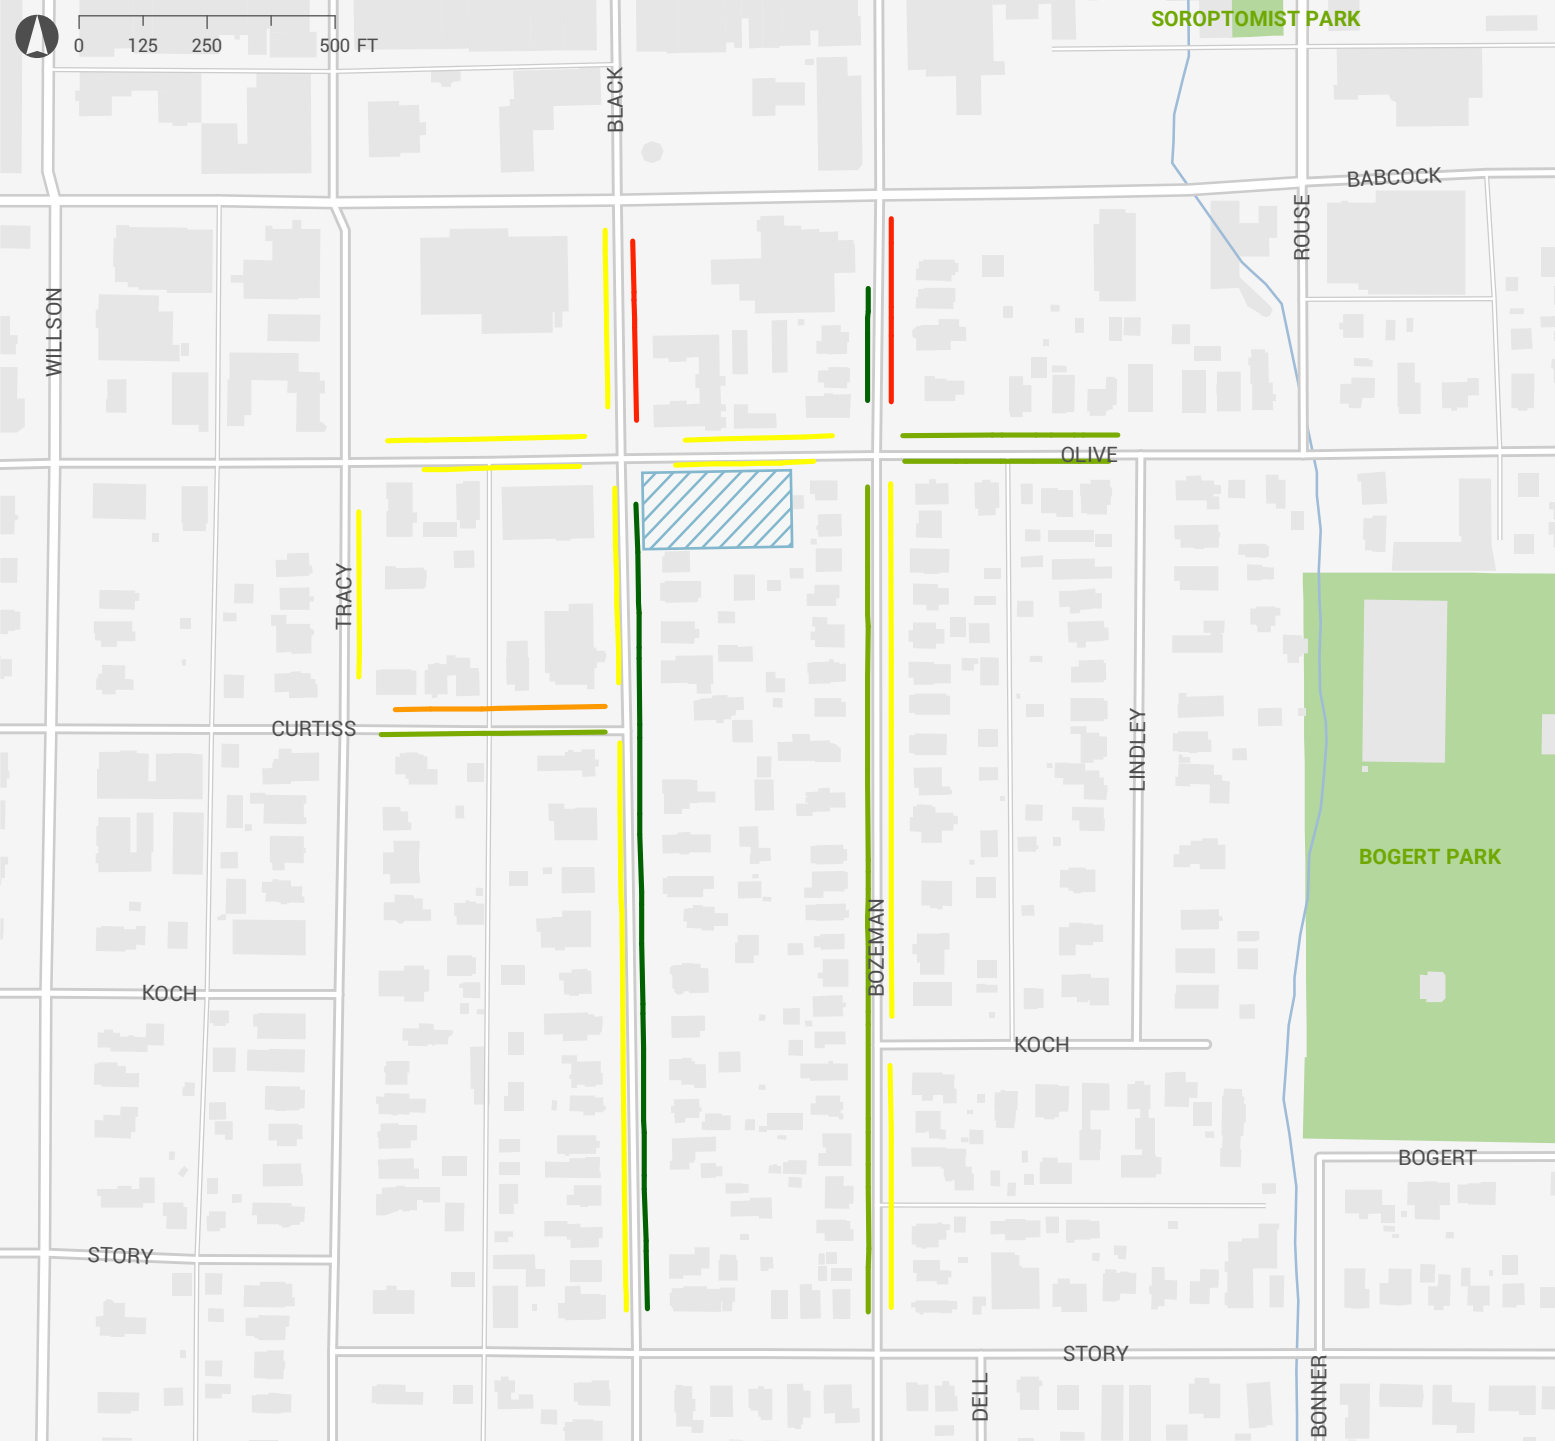 SOROPTOMIST PARK
0 125 250 500 FT
BLACK
BABCOCK
ROUSE
WILLSON
OLIVE
TRACY
CURTISS
LINDLEY
BOGERT PARK
BOZEMAN
KOCH
KOCH
BOGERT
STORY
STORY
DELL
BONNER